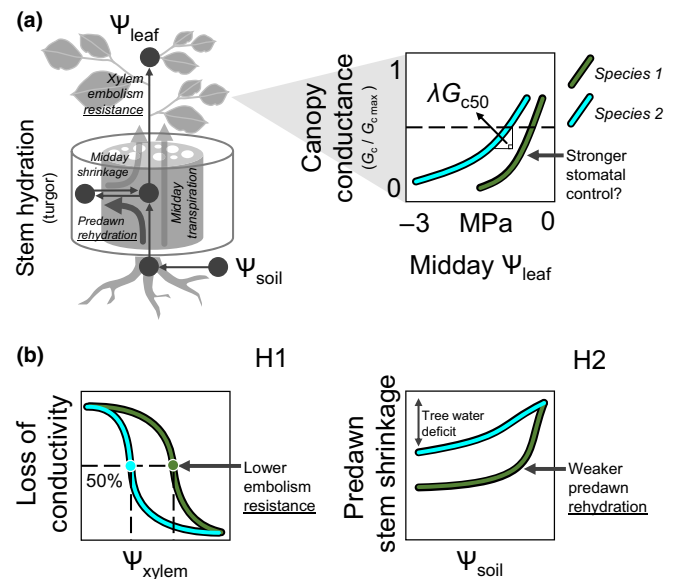 (a)
Ψleaf
Xylem
embolism
resistance
Midday
shrinkage
Predawn
rehydration
Midday
transpiration
Stem hydration
(turgor)
Ψsoil
Canopy
conductance
(Gc / Gc max)
1
0
λGc50
−3
MPa
0
Midday Ψleaf
Species 1
Species 2
Stronger
stomatal
control?
(b)
H1
Loss of
conductivity
50%
Lower
embolism
resistance
Ψxylem
H2
Predawn
stem shrinkage
Tree water
deficit
Weaker
predawn
rehydration
Ψsoil